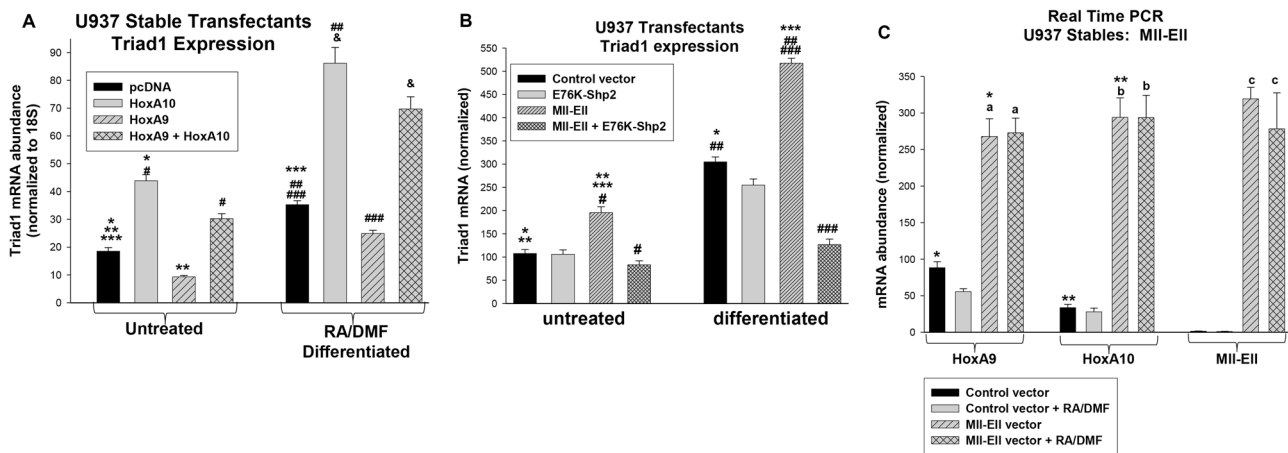 A
U937 Stable Transfectants
Triad1 Expression
Triad1 mRNA abundance
(normalized to 18S)
90
80
70
60
50
40
30
20
10
0
pcDNA
HoxA10
HoxA9
HoxA9 + HoxA10
*
**
***
*
#
**
#
***
##
###
##
&
###
&
Untreated
RA/DMF
Differentiated
B
U937 Transfectants
Triad1 expression
Triad1 mRNA (normalized)
550
500
450
400
350
300
250
200
150
100
50
0
Control vector
E76K-Shp2
Mll-Ell
Mll-Ell + E76K-Shp2
*
**
**
***
#
#
*
##
***
##
###
###
untreated
differentiated
C
Real Time PCR
U937 Stables: Mll-Ell
mRNA abundance (normalized)
350
300
250
200
150
100
50
0
*
*
a
a
**
**
b
b
c
c
HoxA9
HoxA10
Mll-Ell
Control vector
Control vector + RA/DMF
Mll-Ell vector
Mll-Ell vector + RA/DMF